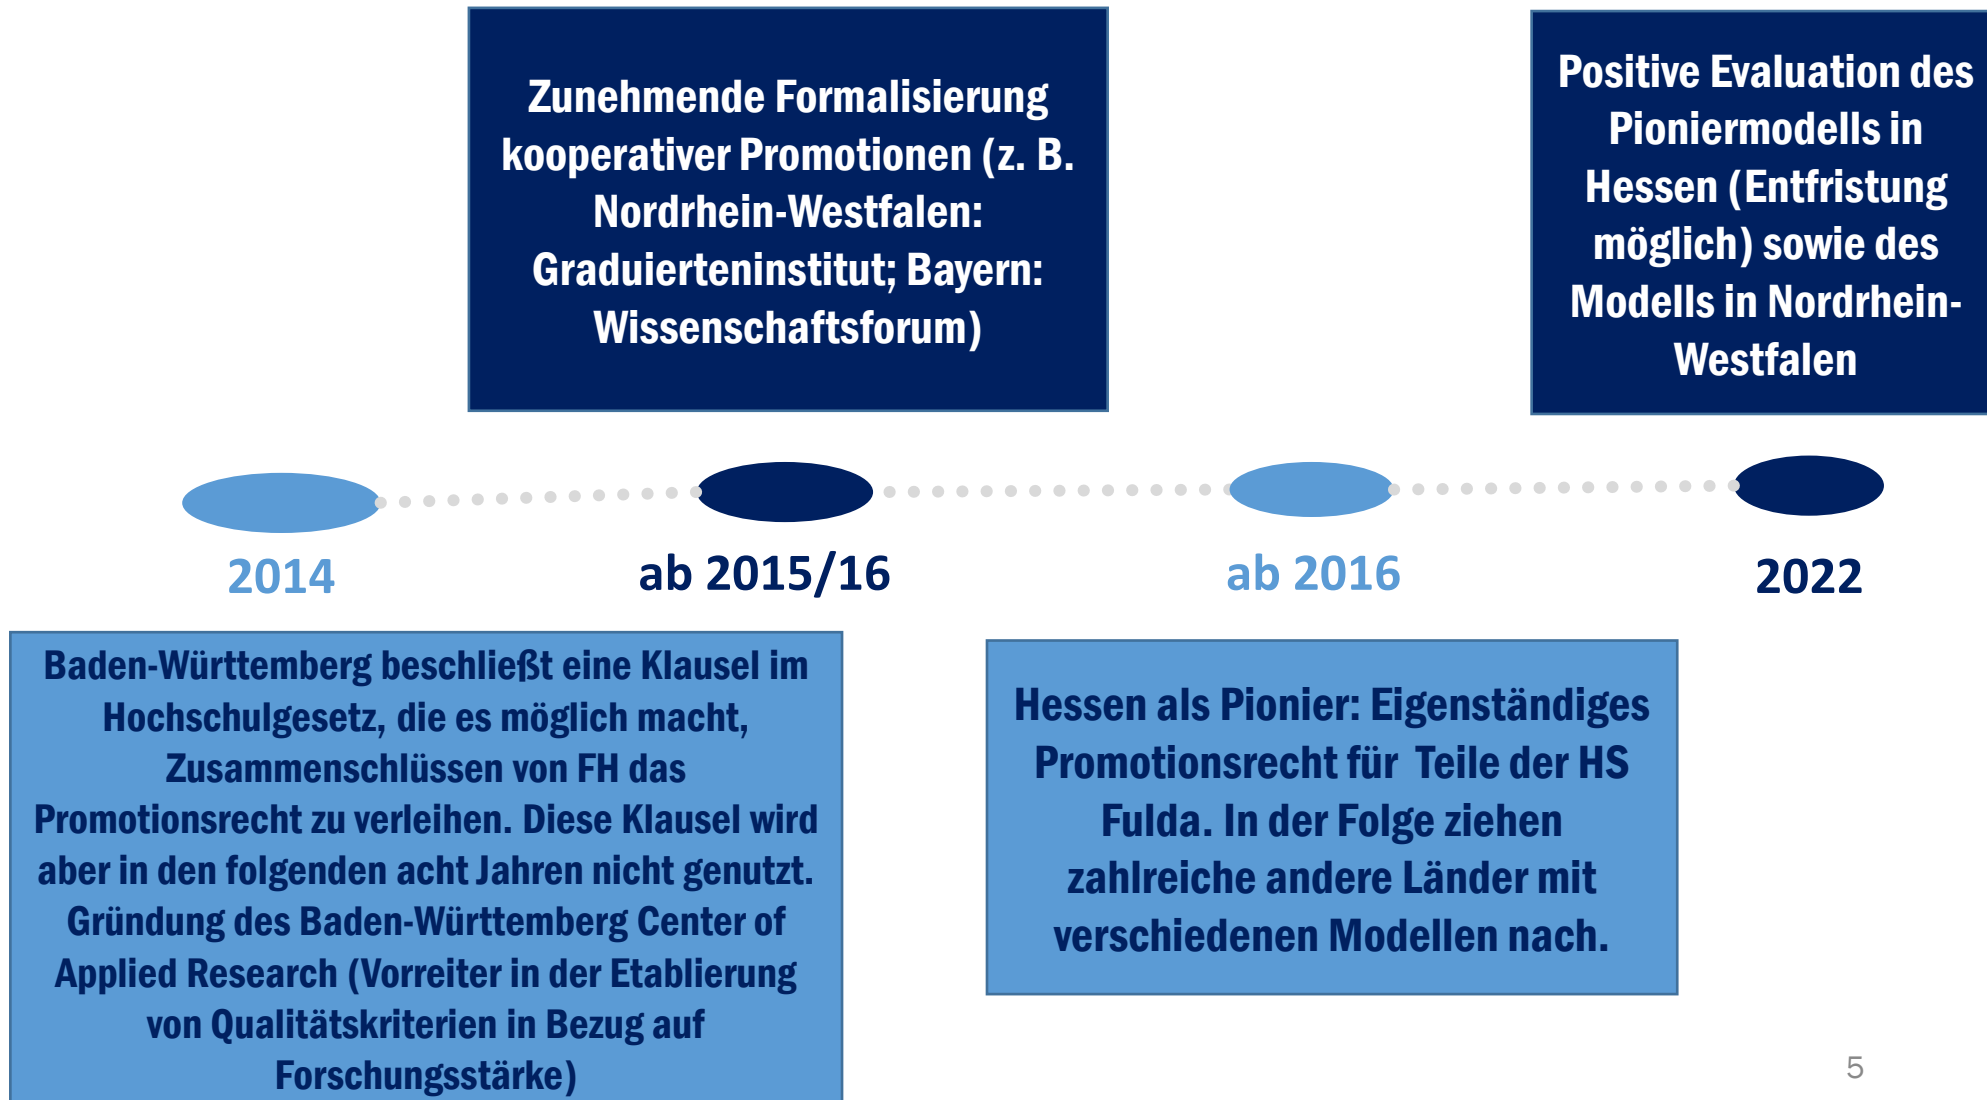 Zunehmende Formalisierung
kooperativer Promotionen (z. B.
Nordrhein-Westfalen:
Graduierteninstitut; Bayern:
Wissenschaftsforum)
Positive Evaluation des
Pioniermodells in
Hessen (Entfristung
möglich) sowie des
Modells in Nordrhein-
Westfalen
2014
ab 2015/16
ab 2016
2022
Baden-Württemberg beschließt eine Klausel im
Hochschulgesetz, die es möglich macht,
Zusammenschlüssen von FH das
Promotionsrecht zu verleihen. Diese Klausel wird
aber in den folgenden acht Jahren nicht genutzt.
Gründung des Baden-Württemberg Center of
Applied Research (Vorreiter in der Etablierung
von Qualitätskriterien in Bezug auf
Forschungsstärke)
Hessen als Pionier: Eigenständiges
Promotionsrecht für Teile der HS
Fulda. In der Folge ziehen
zahlreiche andere Länder mit
verschiedenen Modellen nach.
5